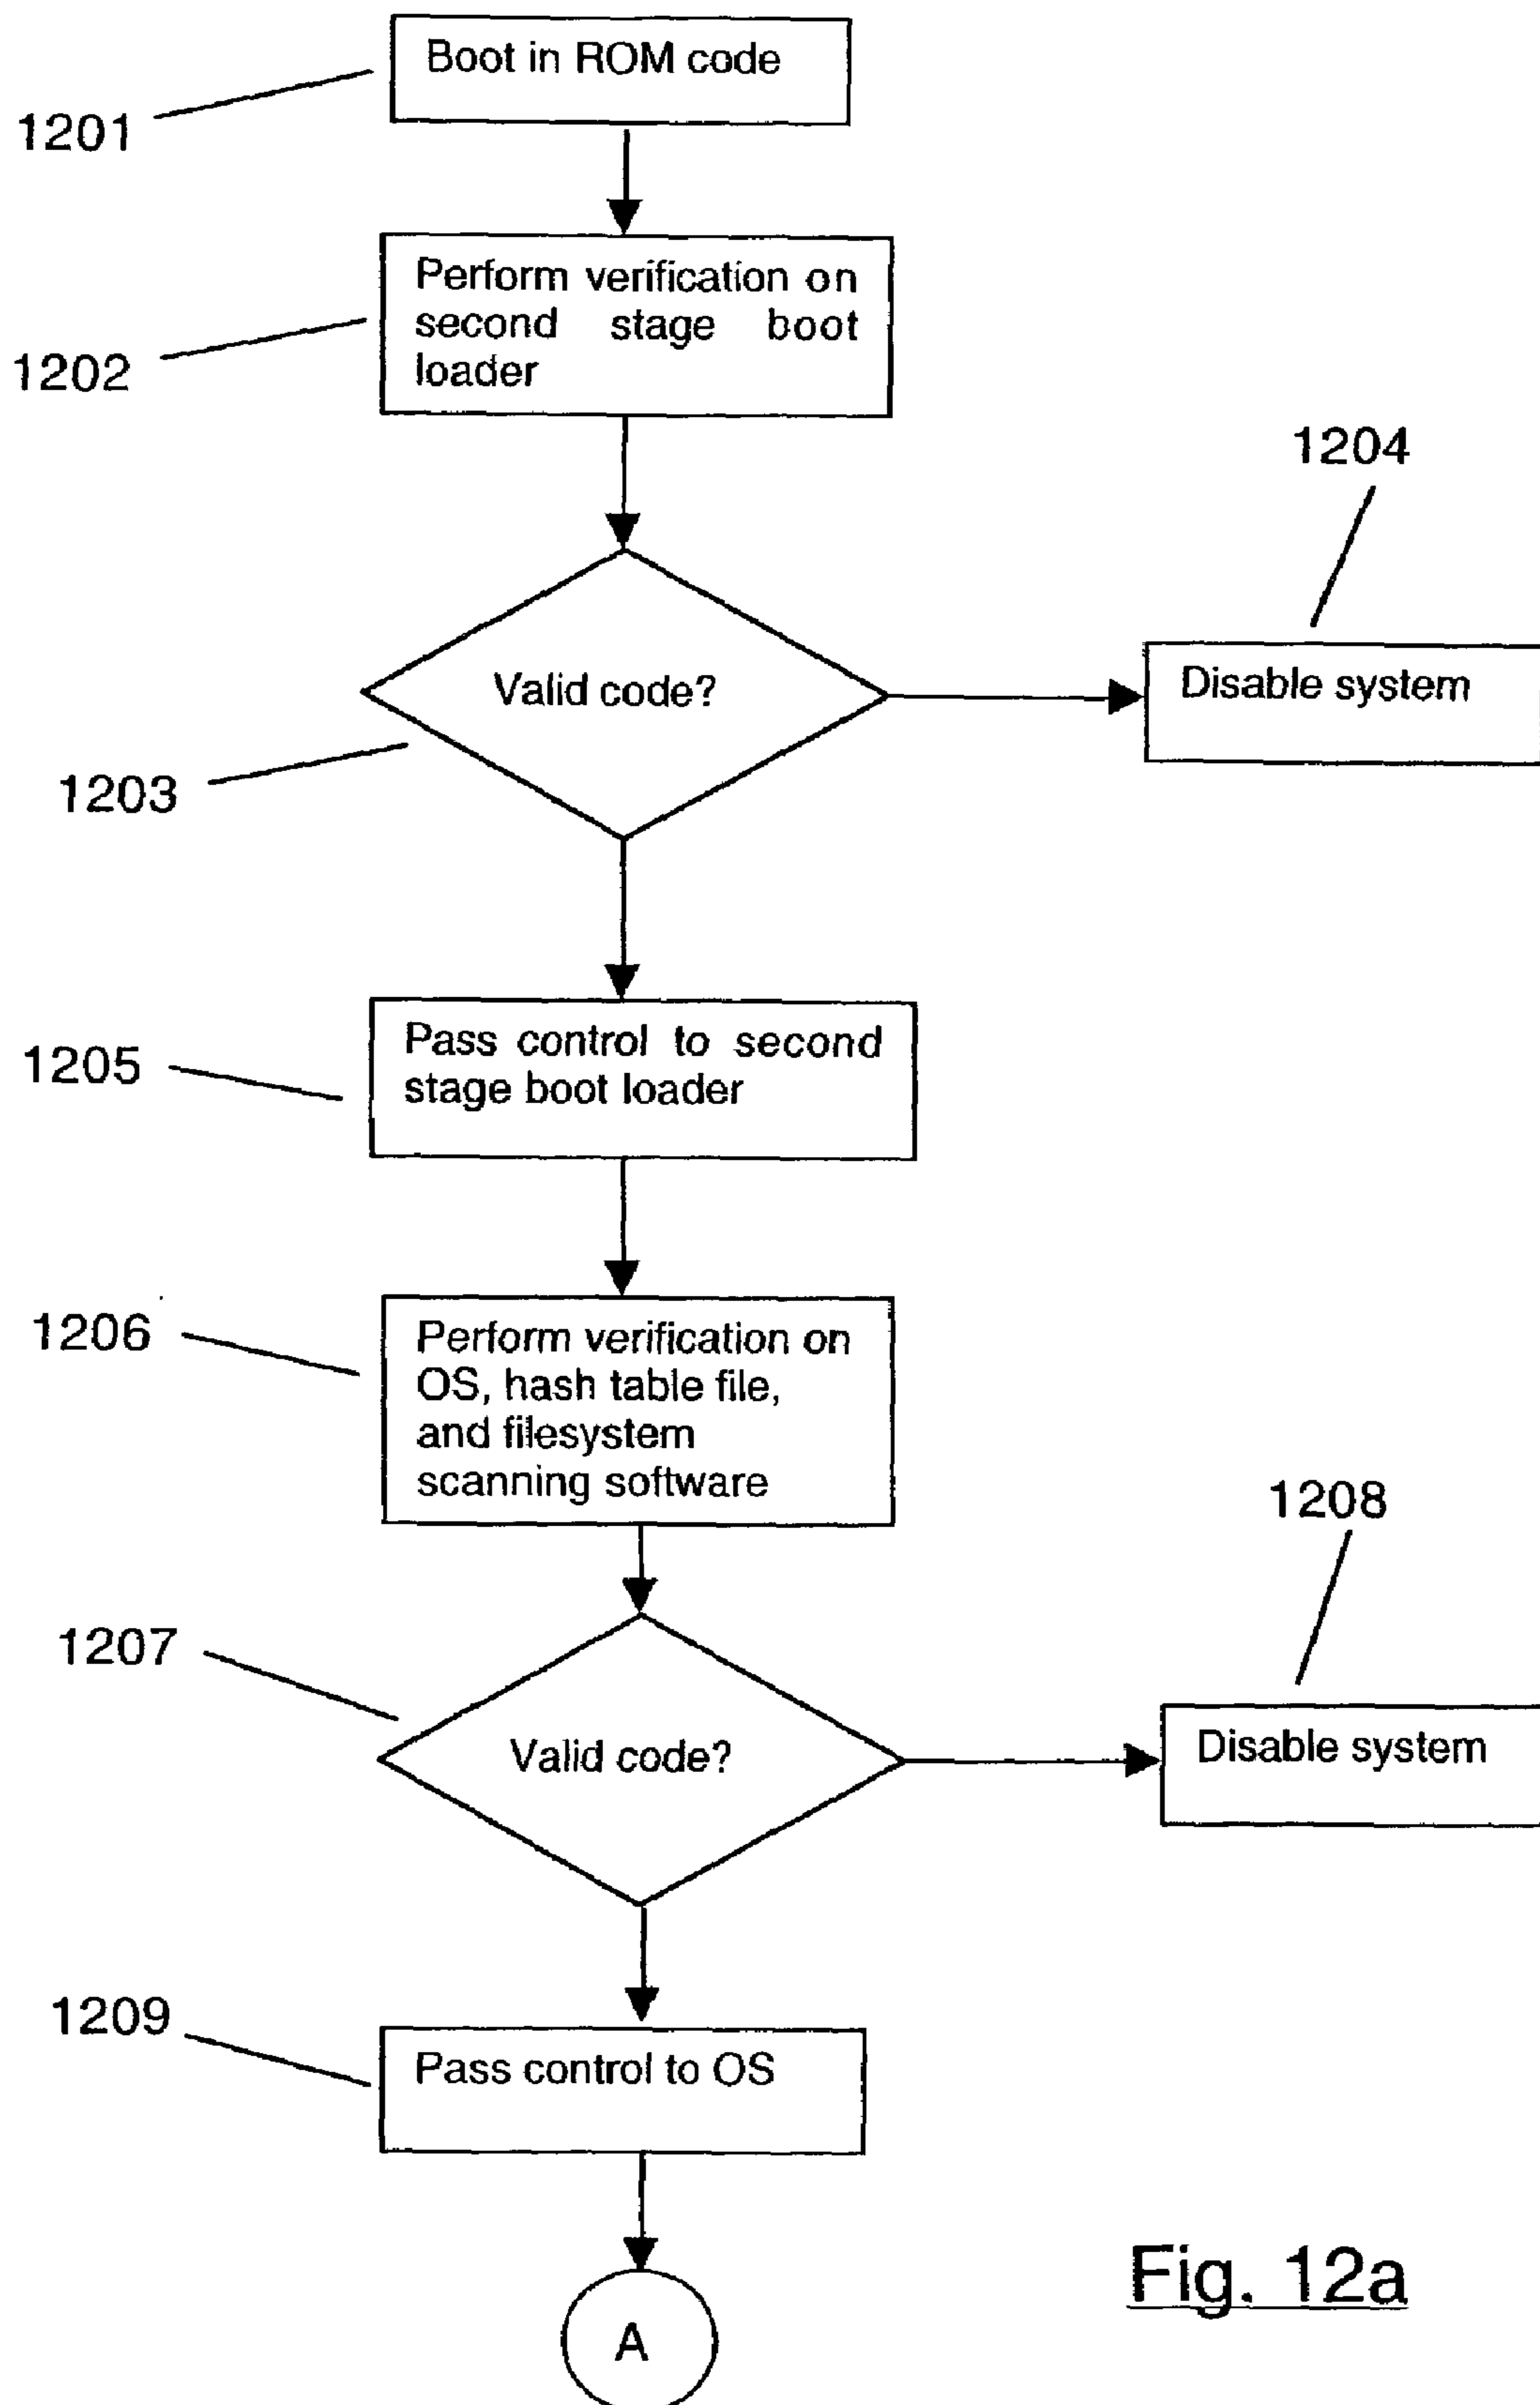 Boot in ROM code
1201
Perform verification on
second stage boot
loader
1202
1204
Valid code?
Disable system
1203
Pass control to second
stage boot loader
1205
1206
Perform verification on
OS, hash table file,
and filesystem
scanning software
1208
1207
Valid code?
Disable system
1209
Pass control to OS
Fig. 12a
A